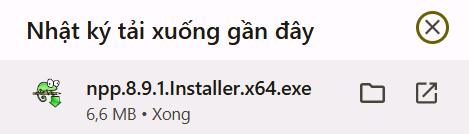 Nhật ký tải xuống gần đây
npp.8.9.1.Installer.x64.exe
6,6 MB • Xong